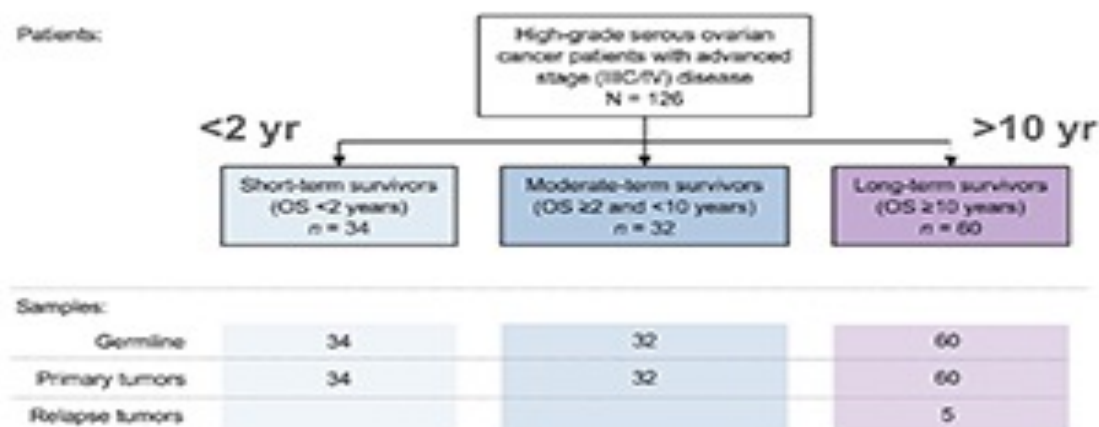 Patients:
High-grade serous ovarian
cancer patients with advanced
stage (IIIC/IV) disease
N = 126
<2 yr
>10 yr
Short-term survivors
(OS <2 years)
n = 34
Moderate-term survivors
(OS ≥2 and <10 years)
n = 32
Long-term survivors
(OS ≥10 years)
n = 60
Samples:
Germline 34 32 60
Primary tumors 34 32 60
Relapse tumors 5